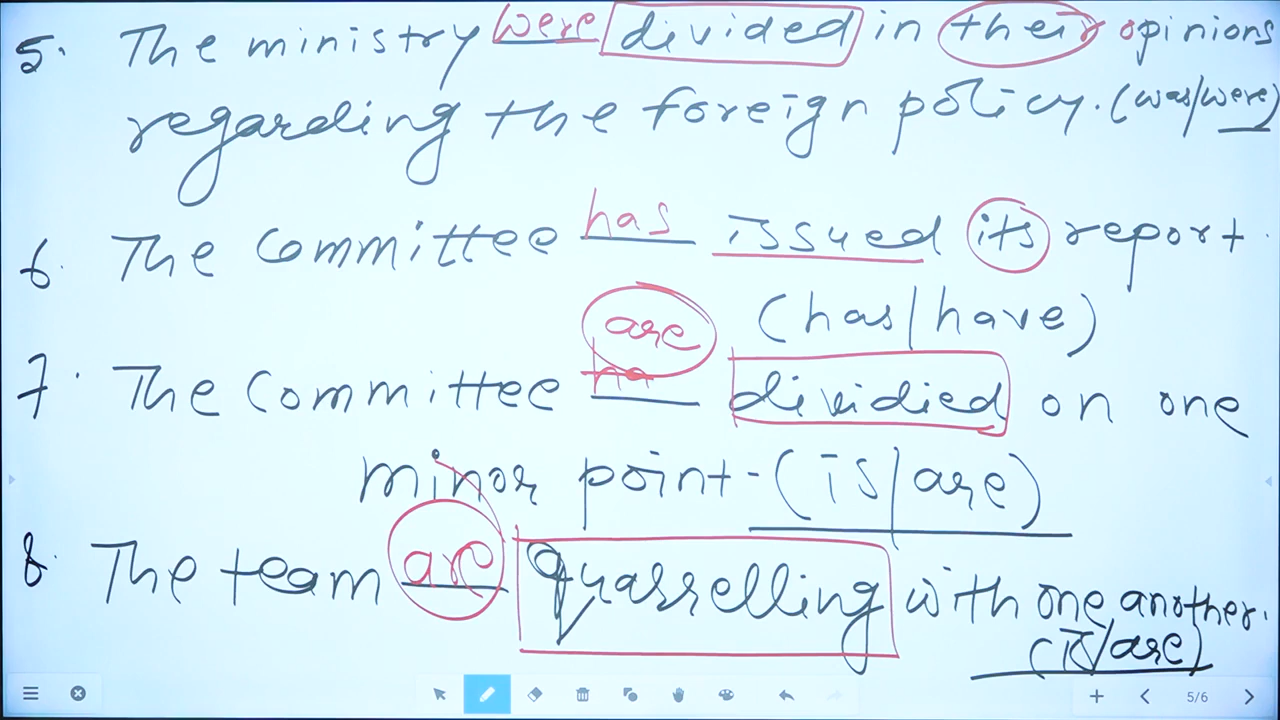 5. The ministry were divided in their opinions
regarding the foreign policy. (was/were)
6. The Committee has issued its report.
(has/have)
are
7. The Committee ha dividied on one
minor point - (is/are)
8. The team are quarrelling with one another.
(is/are)
5/6